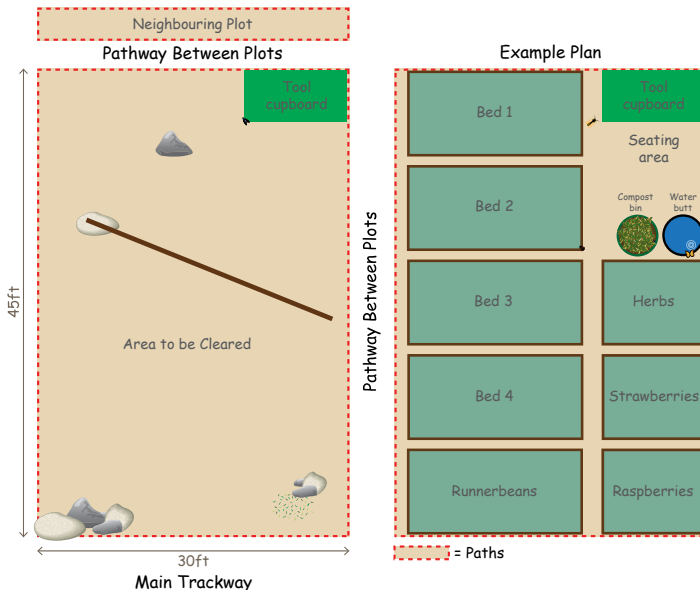 Neighbouring Plot
Pathway Between Plots
Example Plan
Tool
cupboard
Tool
cupboard
Bed 1
Seating
area
Compost
bin
Water
butt
Bed 2
Pathway Between Plots
45ft
Bed 3
Herbs
Area to be Cleared
Bed 4
Strawberries
Runnerbeans
Raspberries
30ft
= Paths
Main Trackway